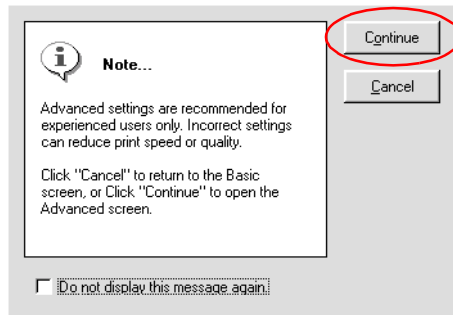 Note...
Advanced settings are recommended for
experienced users only. Incorrect settings
can reduce print speed or quality.
Click "Cancel" to return to the Basic
screen, or Click "Continue" to open the
Advanced screen.
Continue
Cancel
Do not display this message again.